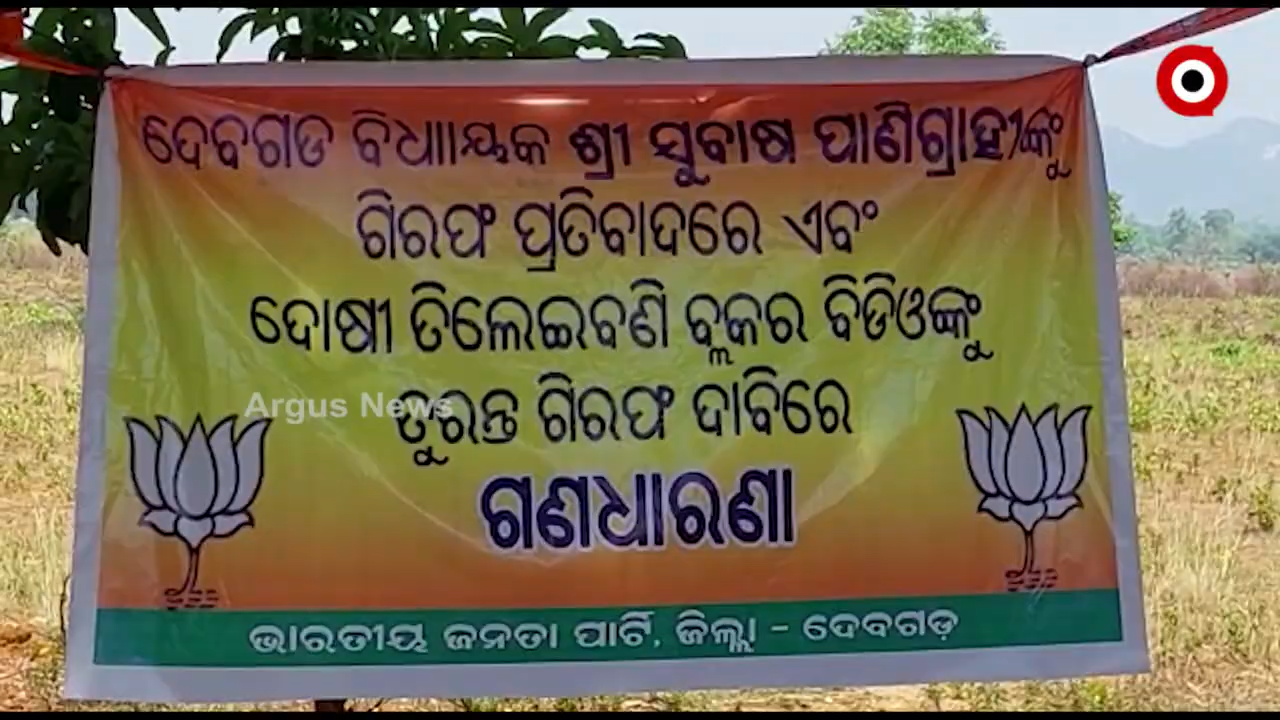 ଦେବଗଡ ବିଧାାୟକ ଶ୍ରୀ ସୁବାଷ ପାଣିଗ୍ରାହୀଙ୍କୁ
ଗିରଫ ପ୍ରତିବାଦରେ ଏବଂ
ଦୋଷୀ ତିଲେଇବଣି ବ୍ଲକର ବିଡିଓଙ୍କୁ
ତୁରନ୍ତ ଗିରଫ ଦାବିରେ
Argus News
ଗଣଧାରଣା
ଭାରତୀୟ ଜନତା ପାର୍ଟି, ଜିଲ୍ଲା - ଦେବଗଡ଼